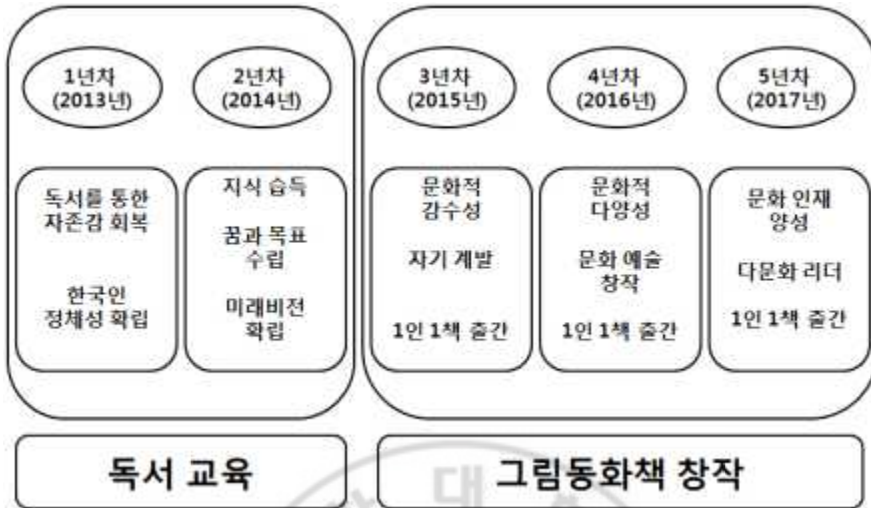 1년차
(2013년)
2년차
(2014년)
3년차
(2015년)
4년차
(2016년)
5년차
(2017년)
독서를 통한
자존감 회복
한국인
정체성 확립
지식 습득
꿈과 목표
수립
미래비전
확립
문화적
감수성
자기 계발
1인 1책 출간
문화적
다양성
문화 예술
창작
1인 1책 출간
문화 인재
양성
다문화 리더
1인 1책 출간
독서 교육
그림동화책 창작
대